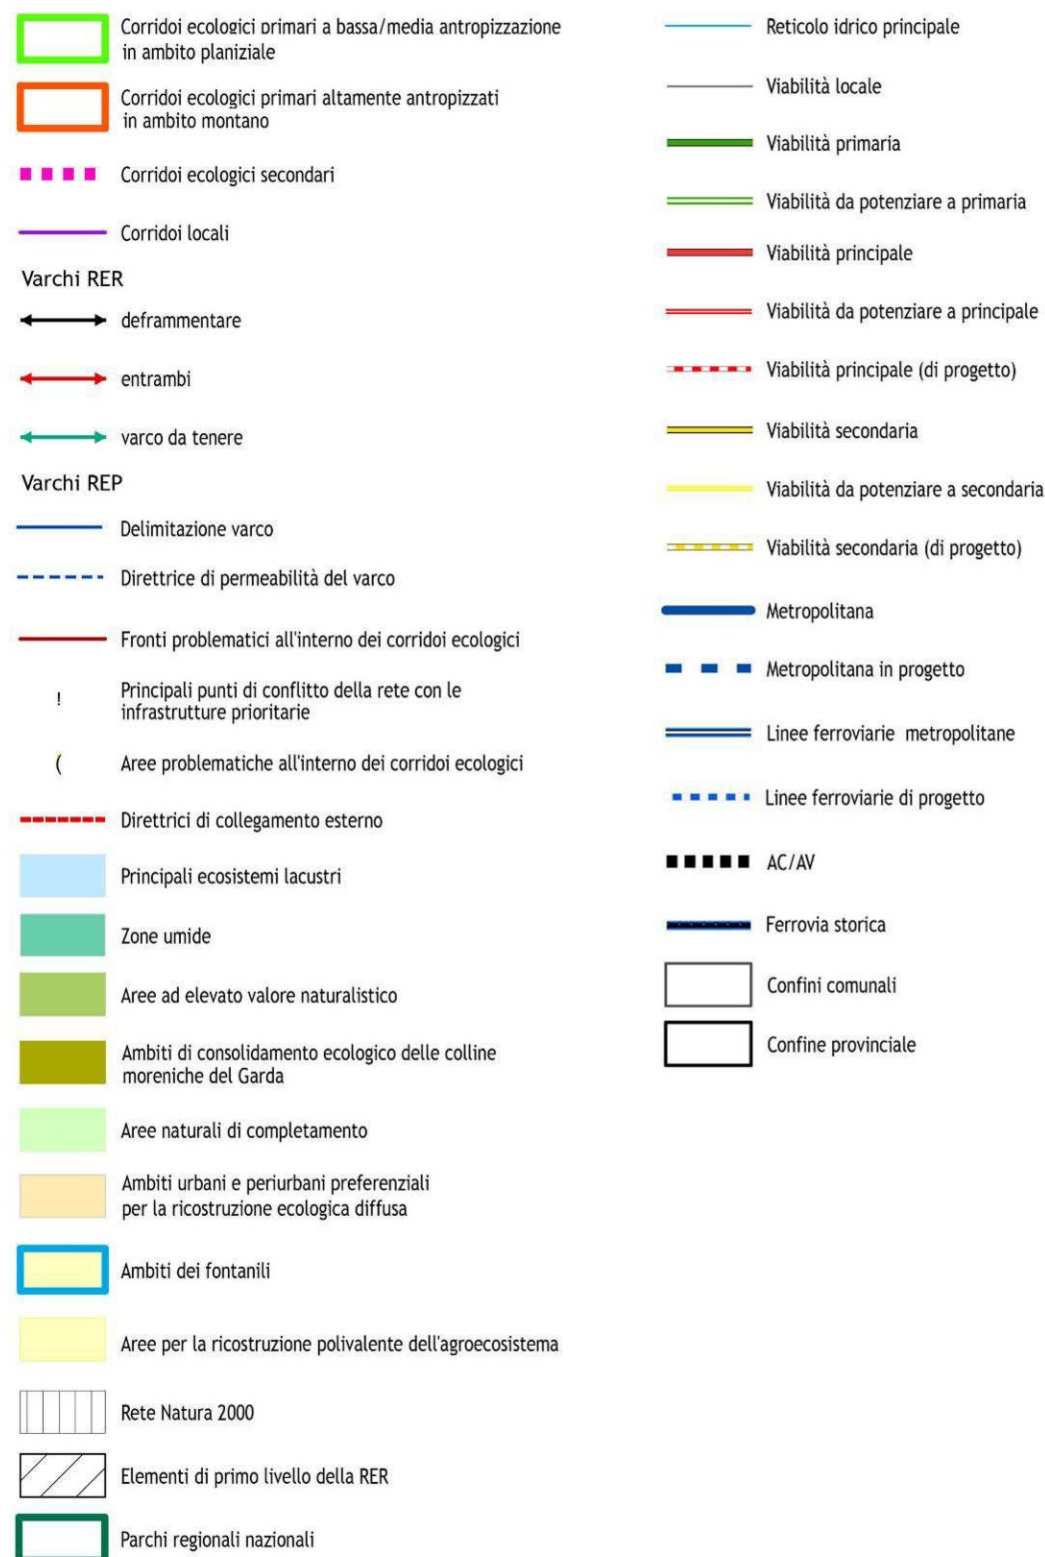 Corridoi ecologici primari a bassa/media antropizzazione
in ambito planiziale
Corridoi ecologici primari altamente antropizzati
in ambito montano
Corridoi ecologici secondari
Corridoi locali
Varchi RER
deframmentare
entrambi
varco da tenere
Varchi REP
Delimitazione varco
Direttrice di permeabilità del varco
Fronti problematici all'interno dei corridoi ecologici
! Principali punti di conflitto della rete con le
infrastrutture prioritarie
( Aree problematiche all'interno dei corridoi ecologici
Direttrici di collegamento esterno
Principali ecosistemi lacustri
Zone umide
Aree ad elevato valore naturalistico
Ambiti di consolidamento ecologico delle colline
moreniche del Garda
Aree naturali di completamento
Ambiti urbani e periurbani preferenziali
per la ricostruzione ecologica diffusa
Ambiti dei fontanili
Aree per la ricostruzione polivalente dell'agroecosistema
Rete Natura 2000
Elementi di primo livello della RER
Parchi regionali nazionali
Reticolo idrico principale
Viabilità locale
Viabilità primaria
Viabilità da potenziare a primaria
Viabilità principale
Viabilità da potenziare a principale
Viabilità principale (di progetto)
Viabilità secondaria
Viabilità da potenziare a secondaria
Viabilità secondaria (di progetto)
Metropolitana
Metropolitana in progetto
Linee ferroviarie metropolitane
Linee ferroviarie di progetto
AC/AV
Ferrovia storica
Confini comunali
Confine provinciale